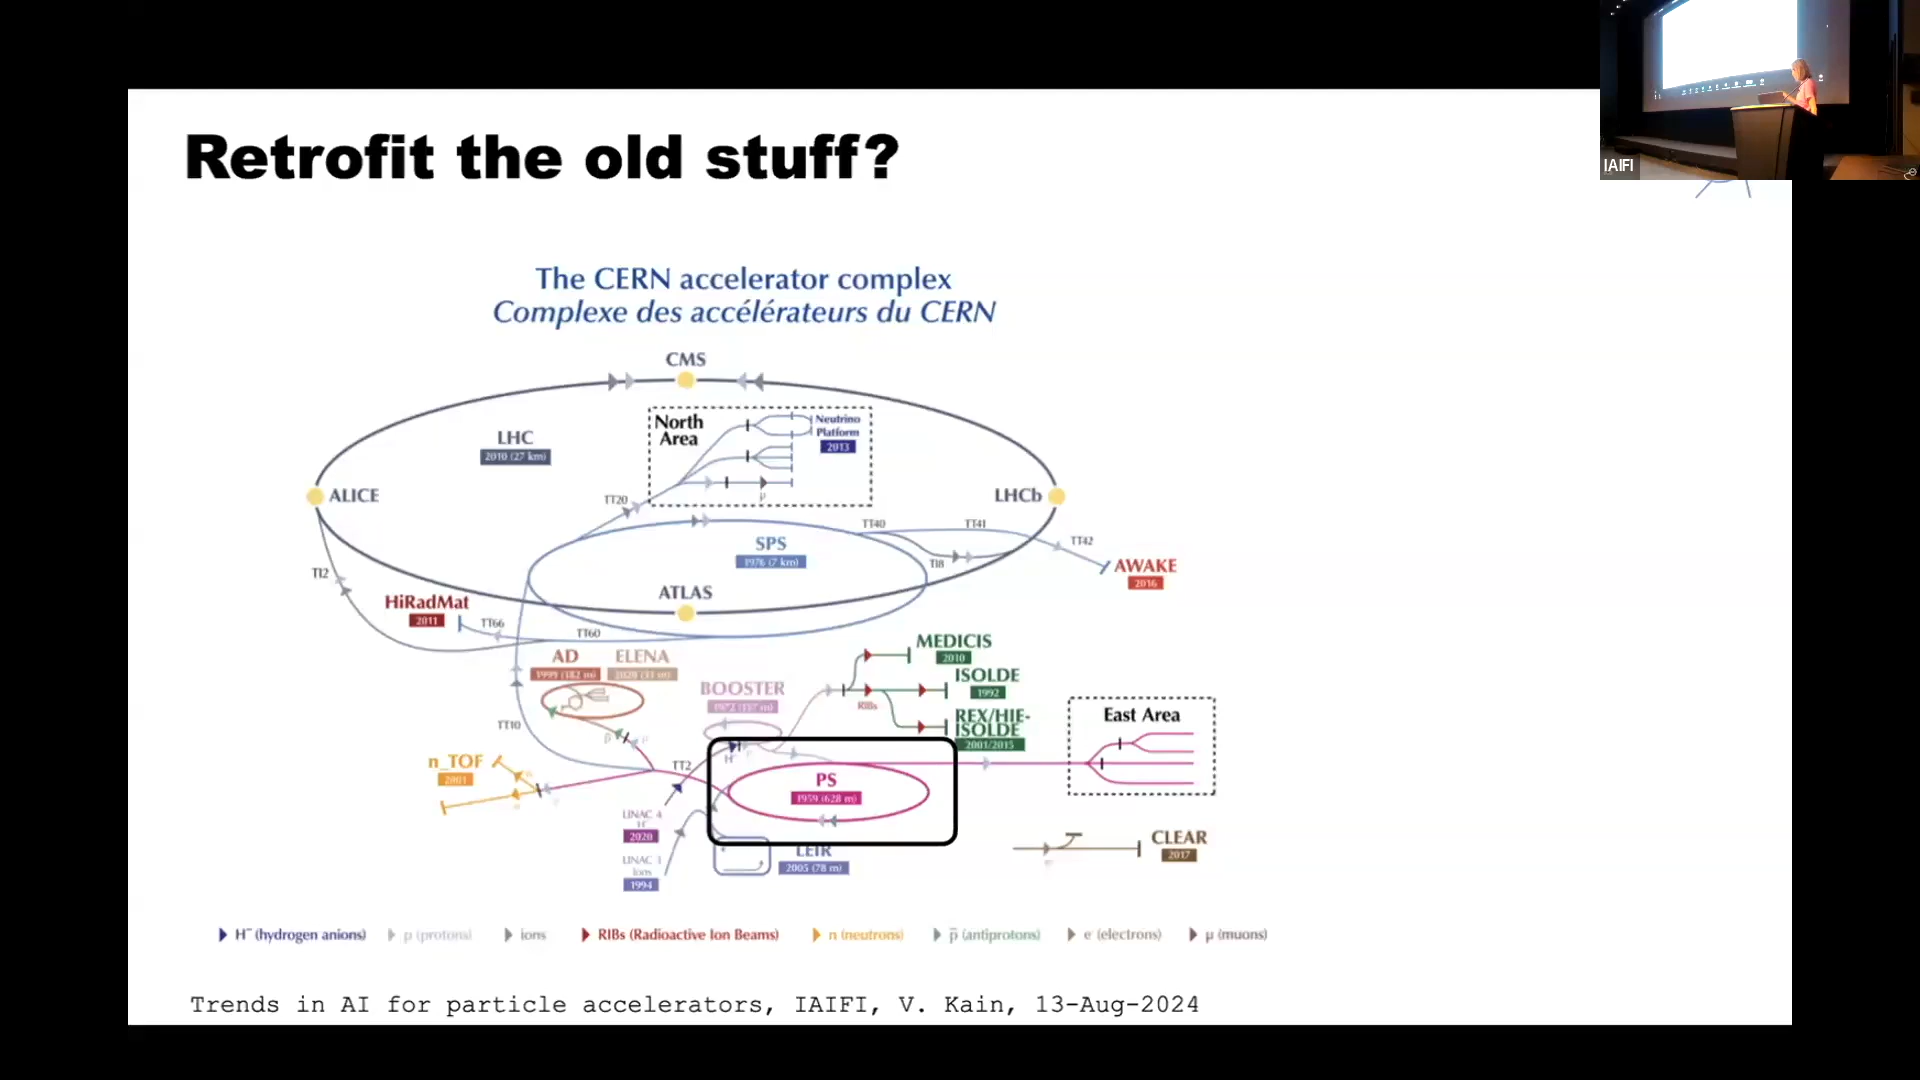 IAIFI
Retrofit the old stuff?
The CERN accelerator complex
Complexe des accélérateurs du CERN
CMS
North Area
Neutrino Platform
2013
LHC
2010 (27 km)
ALICE
LHCb
TT20
TT40
TT41
TT42
SPS
1976 (7 km)
TI8
AWAKE
2016
TI2
ATLAS
HiRadMat
2011
TT66
TT60
MEDICIS
2010
AD
1999 (182 m)
ELENA
2020 (31 m)
ISOLDE
1992
BOOSTER
1972 (157 m)
RIBs
REX/HIE-
ISOLDE
2001/2015
East Area
TT10
n_TOF
2001
TT2
PS
1959 (628 m)
LINAC 4
2020
LEIR
2005 (78 m)
CLEAR
2017
LINAC 3
Ions
1994
H⁻ (hydrogen anions)
p (protons)
ions
RIBs (Radioactive Ion Beams)
n (neutrons)
p̄ (antiprotons)
e (electrons)
μ (muons)
Trends in AI for particle accelerators, IAIFI, V. Kain, 13-Aug-2024